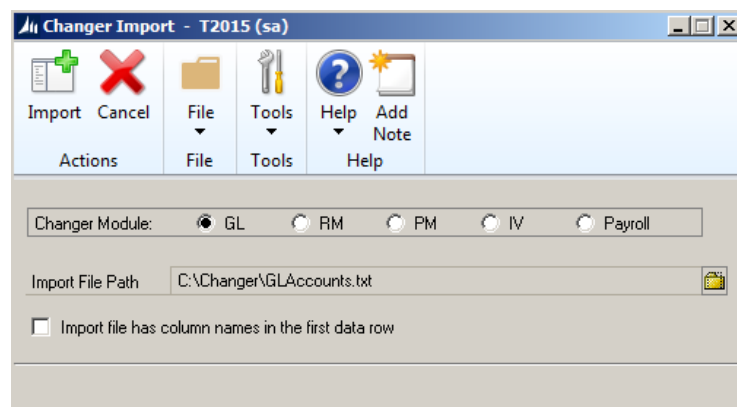 Changer Import - T2015 (sa)
Import Cancel File Tools Help Add Note
Actions File Tools Help
Changer Module: GL RM PM IV Payroll
Import File Path C:\Changer\GLAccounts.txt
Import file has column names in the first data row